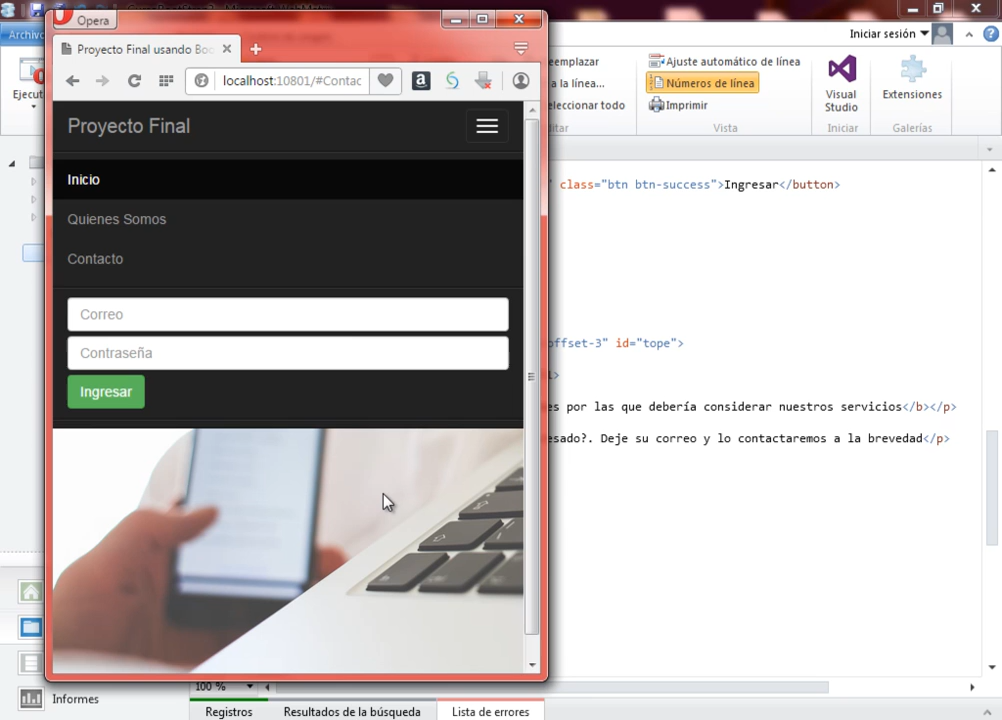 Opera
Proyecto Final usando Boo
localhost:10801/#Contac
Proyecto Final
Inicio
Quienes Somos
Contacto
Correo
Contraseña
Ingresar
Archivo
Ejecut
Iniciar sesión
eemplazar
a la línea...
eleccionar todo
itar
Ajuste automático de línea
Números de línea
Imprimir
Vista
Visual
Studio
Iniciar
Extensiones
Galerías
" class="btn btn-success">Ingresar</button>
offset-3" id="tope">
1>
es por las que debería considerar nuestros servicios</b></p>
esado?. Deje su correo y lo contactaremos a la brevedad</p>
Informes
100 %
Registros
Resultados de la búsqueda
Lista de errores